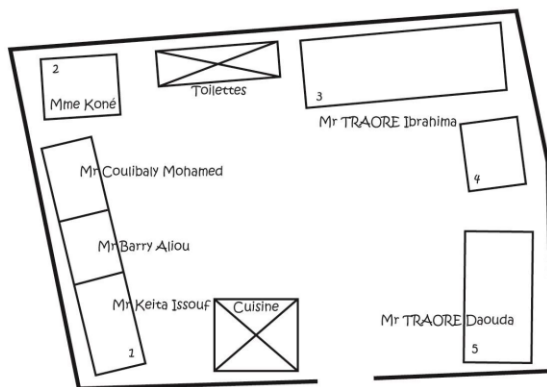 2
Mme Koné
Toilettes
3
Mr TRAORE Ibrahima
4
Mr Coulibaly Mohamed
Mr Barry Aliou
Mr Keita Issouf
1
Cuisine
Mr TRAORE Daouda
5